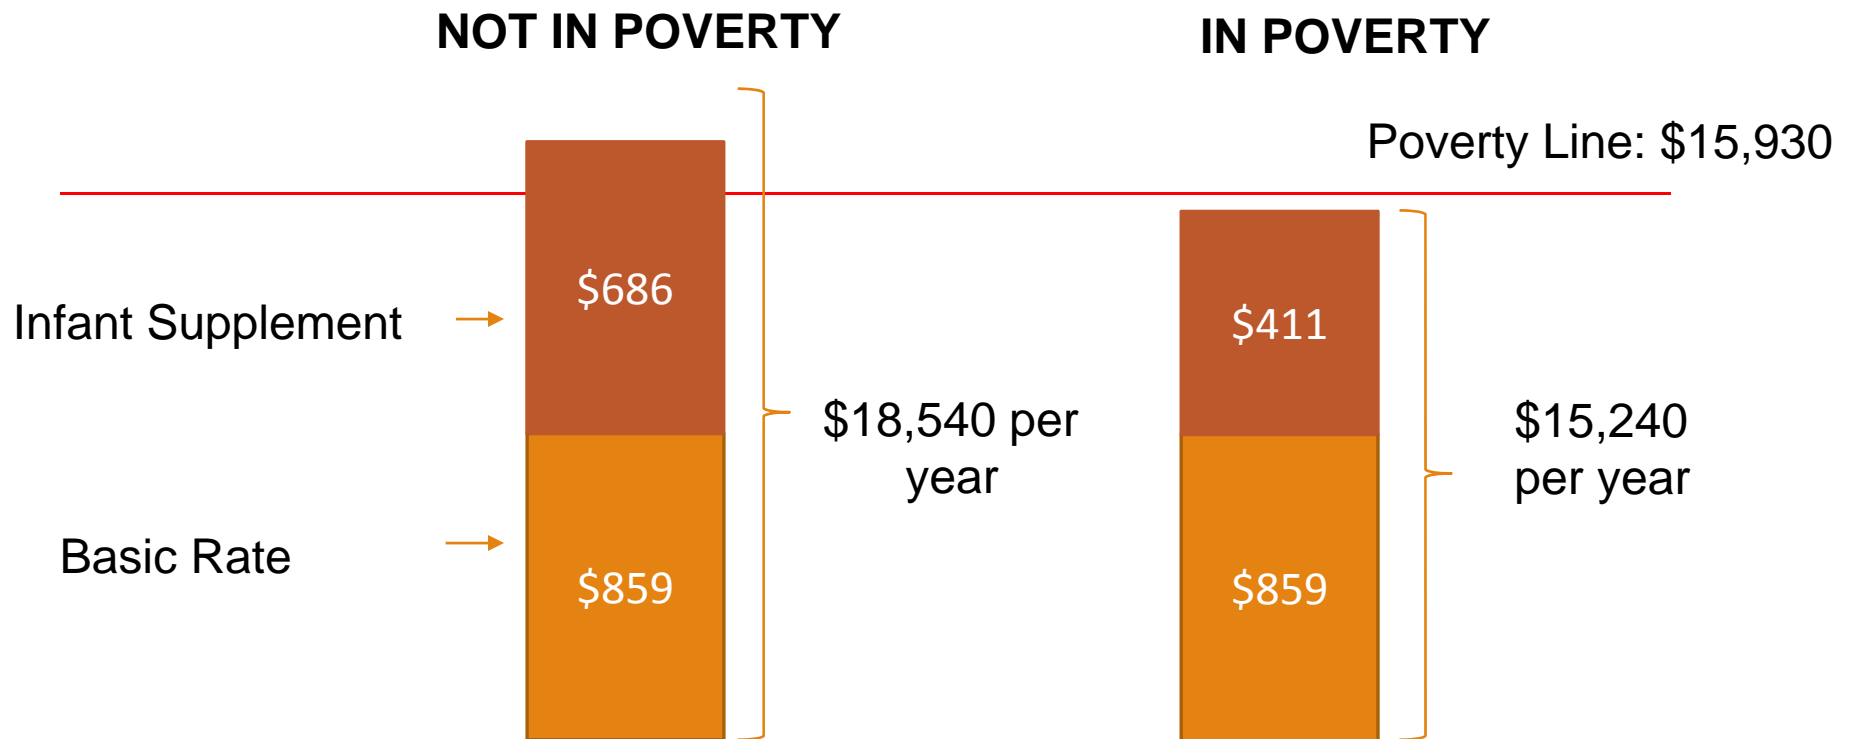 NOT IN POVERTY
IN POVERTY
Poverty Line: $15,930
$686
Infant Supplement
$411
$18,540 per
year
$15,240
per year
Basic Rate
$859
$859